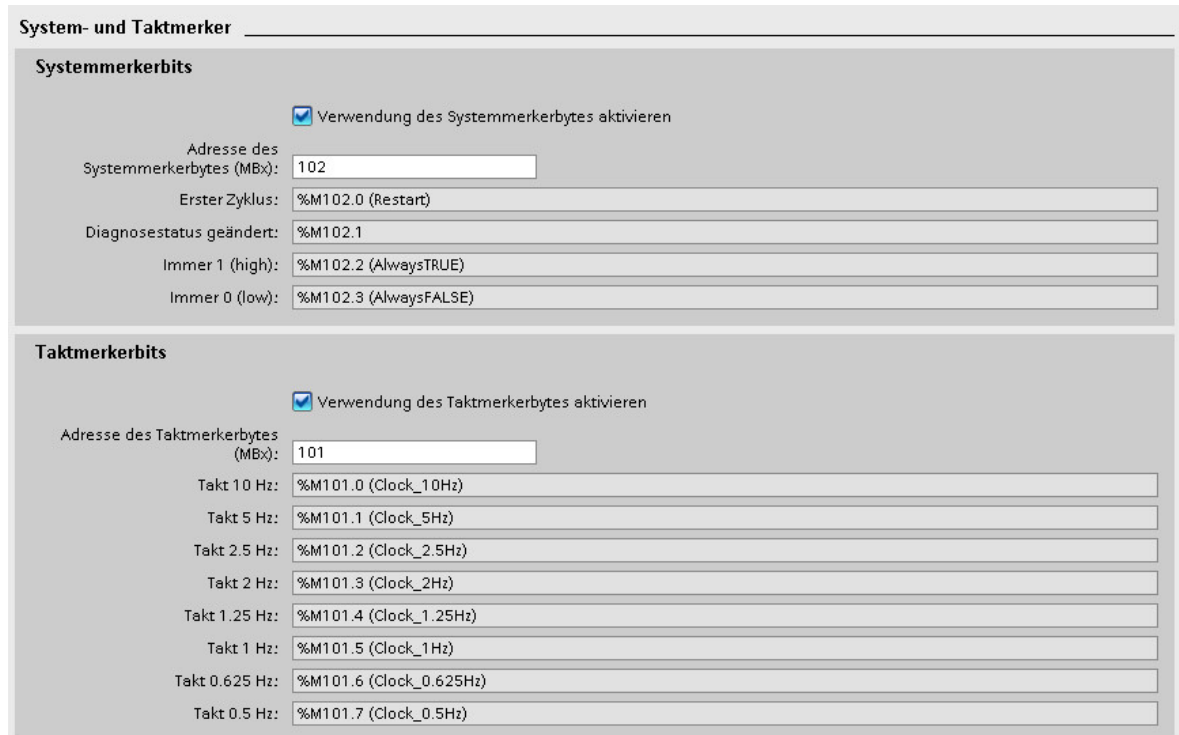 System- und Taktmerker
Systemmerkerbits
Verwendung des Systemmerkerbytes aktivieren
Adresse des
Systemmerkerbytes (MBx): 102
Erster Zyklus: %M102.0 (Restart)
Diagnosestatus geändert: %M102.1
Immer 1 (high): %M102.2 (AlwaysTRUE)
Immer 0 (low): %M102.3 (AlwaysFALSE)
Taktmerkerbits
Verwendung des Taktmerkerbytes aktivieren
Adresse des Taktmerkerbytes
(MBx): 101
Takt 10 Hz: %M101.0 (Clock_10Hz)
Takt 5 Hz: %M101.1 (Clock_5Hz)
Takt 2.5 Hz: %M101.2 (Clock_2.5Hz)
Takt 2 Hz: %M101.3 (Clock_2Hz)
Takt 1.25 Hz: %M101.4 (Clock_1.25Hz)
Takt 1 Hz: %M101.5 (Clock_1Hz)
Takt 0.625 Hz: %M101.6 (Clock_0.625Hz)
Takt 0.5 Hz: %M101.7 (Clock_0.5Hz)